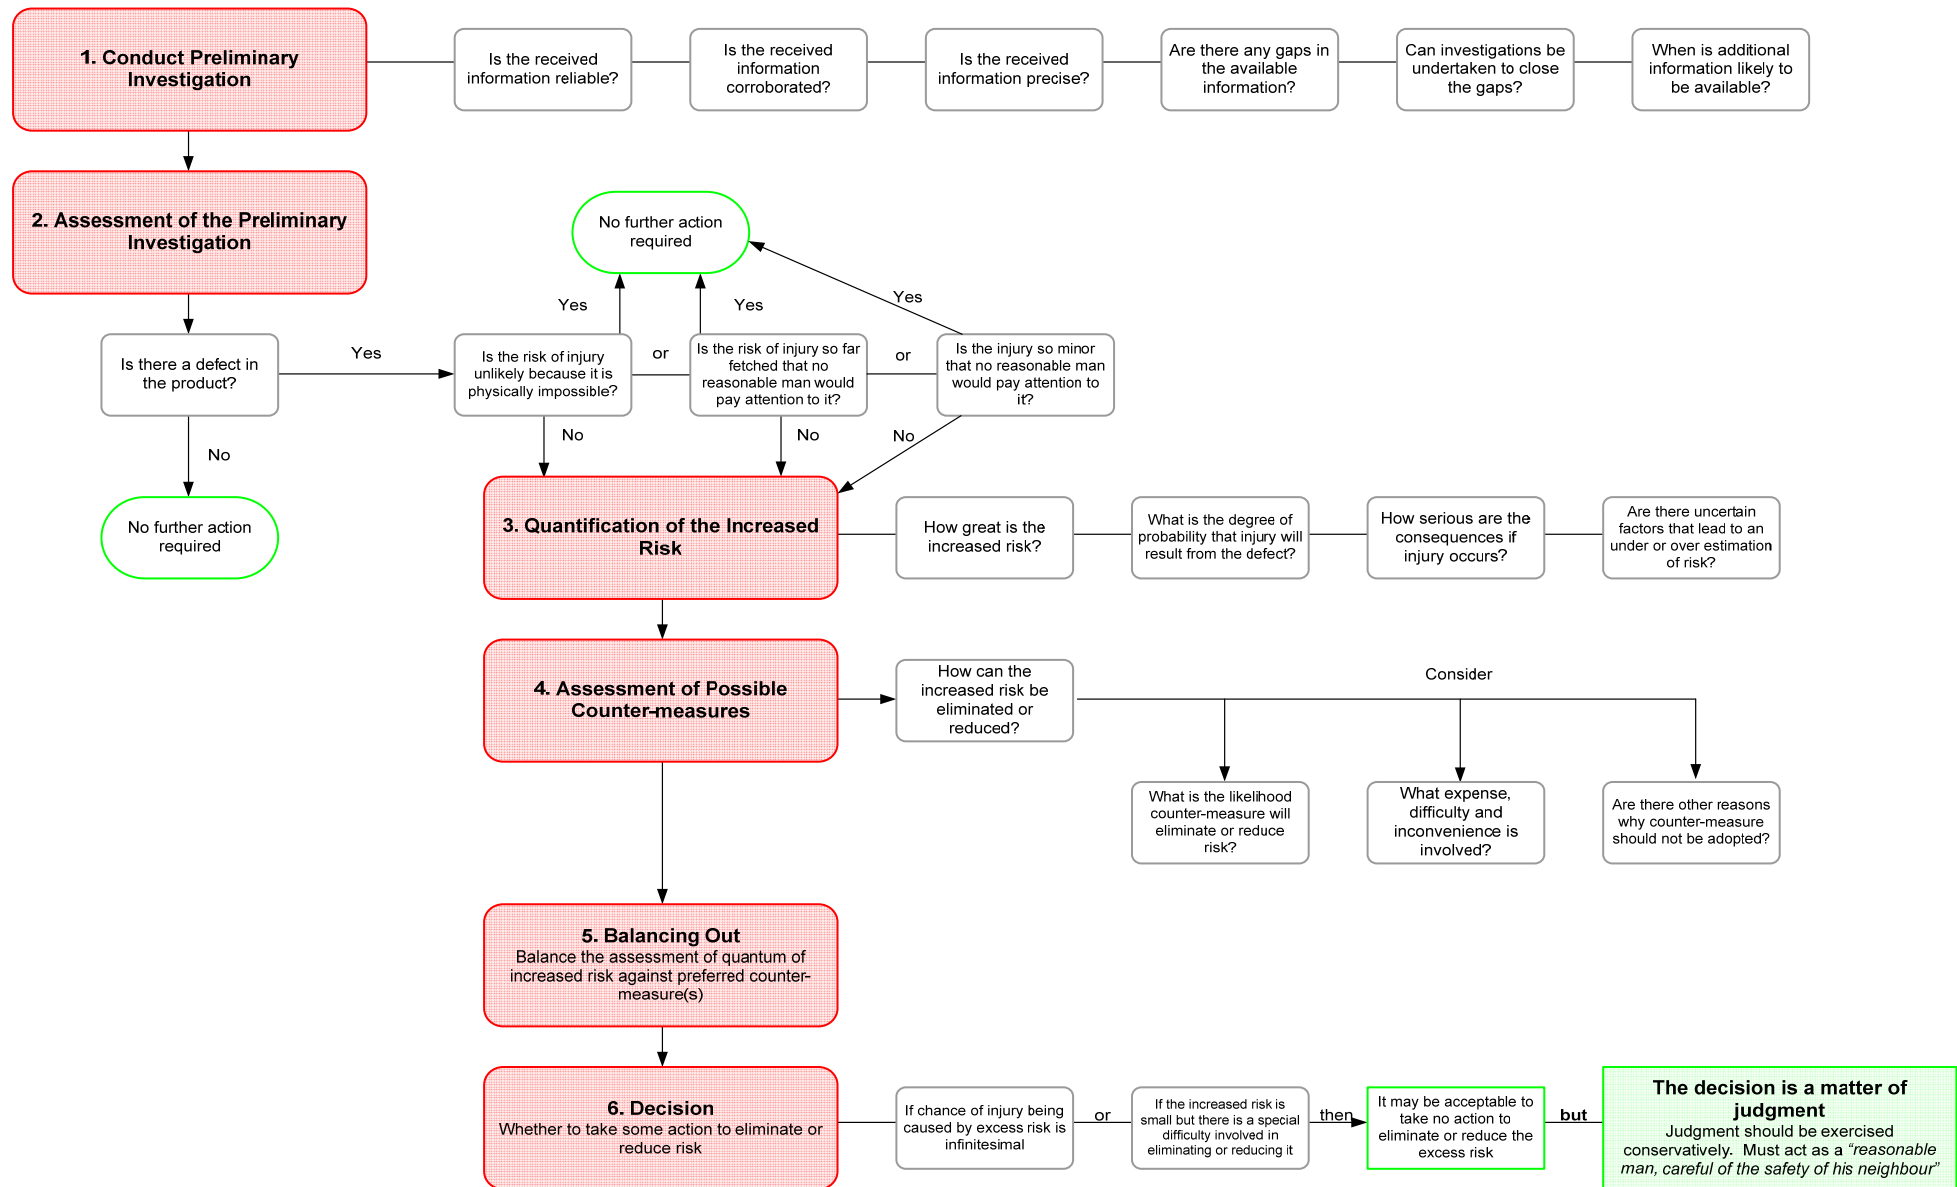 1. Conduct Preliminary
Investigation
Is the received
information reliable?
Is the received
information
corroborated?
Is the received
information precise?
Are there any gaps in
the available
information?
Can investigations be
undertaken to close
the gaps?
When is additional
information likely to
be available?
2. Assessment of the Preliminary
Investigation
No further action
required
Yes
Yes
Yes
Is there a defect in
the product?
Yes
Is the risk of injury
unlikely because it is
physically impossible?
or
Is the risk of injury so far
fetched that no
reasonable man would
pay attention to it?
or
Is the injury so minor
that no reasonable man
would pay attention to
it?
No
No
No
No
No further action
required
3. Quantification of the Increased
Risk
How great is the
increased risk?
What is the degree of
probability that injury will
result from the defect?
How serious are the
consequences if
injury occurs?
Are there uncertain
factors that lead to an
under or over estimation
of risk?
4. Assessment of Possible
Counter-measures
How can the
increased risk be
eliminated or
reduced?
Consider
What is the likelihood
counter-measure will
eliminate or reduce
risk?
What expense,
difficulty and
inconvenience is
involved?
Are there other reasons
why counter-measure
should not be adopted?
5. Balancing Out
Balance the assessment of quantum of
increased risk against preferred counter-
measure(s)
6. Decision
Whether to take some action to eliminate or
reduce risk
If chance of injury being
caused by excess risk is
infinitesimal
or
If the increased risk is
small but there is a special
difficulty involved in
eliminating or reducing it
then
It may be acceptable to
take no action to
eliminate or reduce the
excess risk
but
The decision is a matter of
judgment
Judgment should be exercised
conservatively. Must act as a “reasonable
man, careful of the safety of his neighbour”